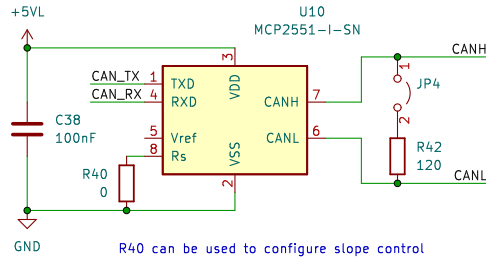 +5VL
U10
MCP2551-I-SN
CANH
3
CAN_TX
1
TXD
VDD
1
JP4
CAN_RX
4
RXD
CANH
7
2
C38
100nF
5
Vref
CANL
6
8
Rs
VSS
R42
120
R40
0
2
CANL
GND
R40 can be used to configure slope control